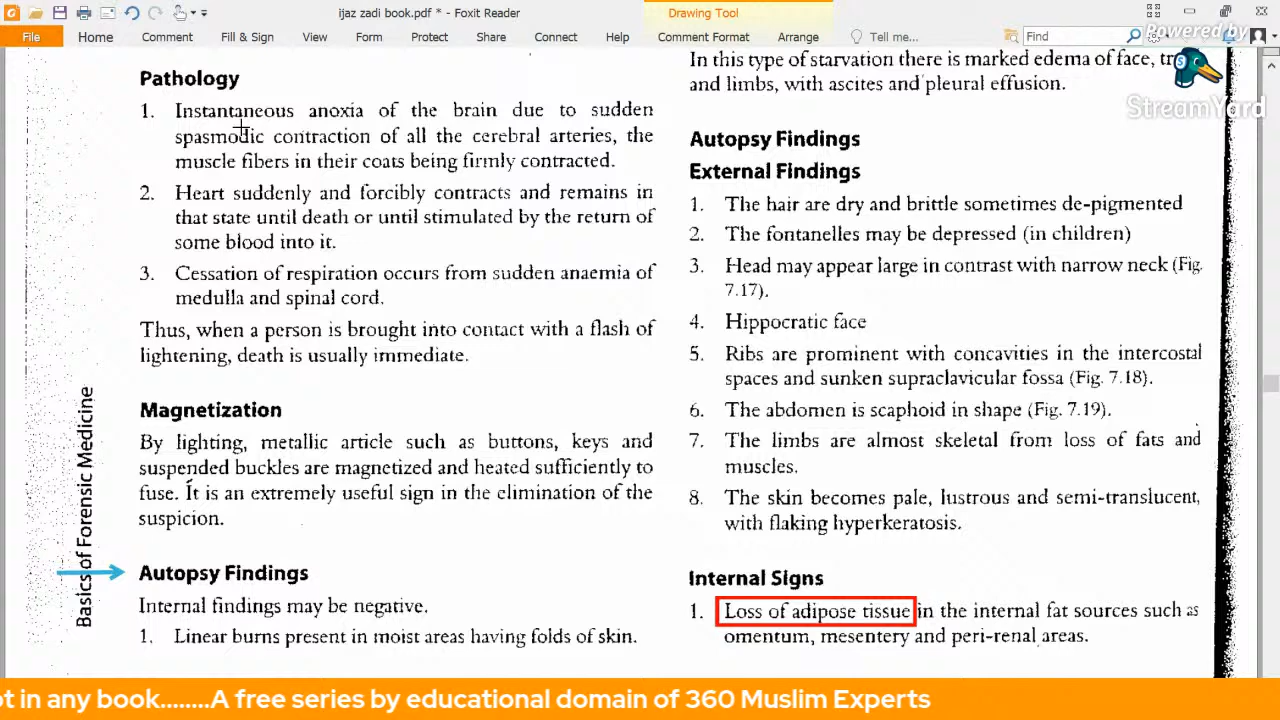 ijaz zadi book.pdf * - Foxit Reader
Drawing Tool
File Home Comment Fill & Sign View Form Protect Share Connect Help Comment Format Arrange Tell me... Find
Powered by
StreamYard
Pathology
1. Instantaneous anoxia of the brain due to sudden
spasmodic contraction of all the cerebral arteries, the
muscle fibers in their coats being firmly contracted.
2. Heart suddenly and forcibly contracts and remains in
that state until death or until stimulated by the return of
some blood into it.
3. Cessation of respiration occurs from sudden anaemia of
medulla and spinal cord.
Thus, when a person is brought into contact with a flash of
lightening, death is usually immediate.
Magnetization
By lighting, metallic article such as buttons, keys and
suspended buckles are magnetized and heated sufficiently to
fuse. It is an extremely useful sign in the elimination of the
suspicion.
Autopsy Findings
Internal findings may be negative.
1. Linear burns present in moist areas having folds of skin.
Basics of Forensic Medicine
In this type of starvation there is marked edema of face,
and limbs, with ascites and pleural effusion.
Autopsy Findings
External Findings
1. The hair are dry and brittle sometimes de-pigmented
2. The fontanelles may be depressed (in children)
3. Head may appear large in contrast with narrow neck (Fig.
7.17).
4. Hippocratic face
5. Ribs are prominent with concavities in the intercostal
spaces and sunken supraclavicular fossa (Fig. 7.18).
6. The abdomen is scaphoid in shape (Fig. 7.19).
7. The limbs are almost skeletal from loss of fats and
muscles.
8. The skin becomes pale, lustrous and semi-translucent,
with flaking hyperkeratosis.
Internal Signs
1. Loss of adipose tissue in the internal fat sources such as
omentum, mesentery and peri-renal areas.
ot in any book........A free series by educational domain of 360 Muslim Experts